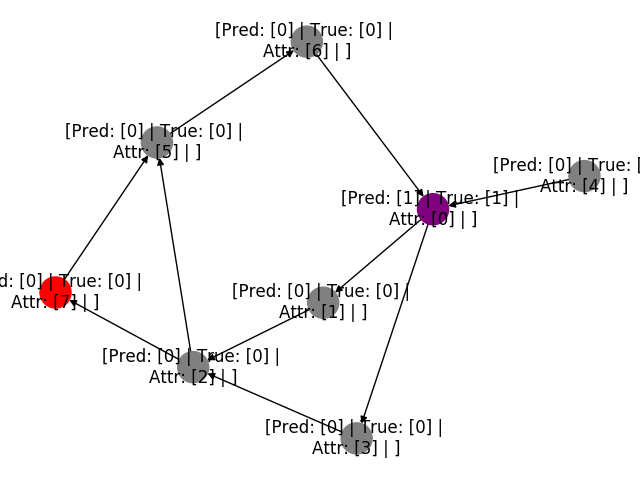 [Pred: [0] | True: [0] |
Attr: [6] | ]
[Pred: [0] | True: [0] |
Attr: [5] | ]
[Pred: [0] | True: [
Attr: [4] | ]
[Pred: [1] | True: [1] |
Attr: [0] | ]
d: [0] | True: [0] |
Attr: [7] | ]
[Pred: [0] | True: [0] |
Attr: [1] | ]
[Pred: [0] | True: [0] |
Attr: [2] | ]
[Pred: [0] | True: [0] |
Attr: [3] | ]